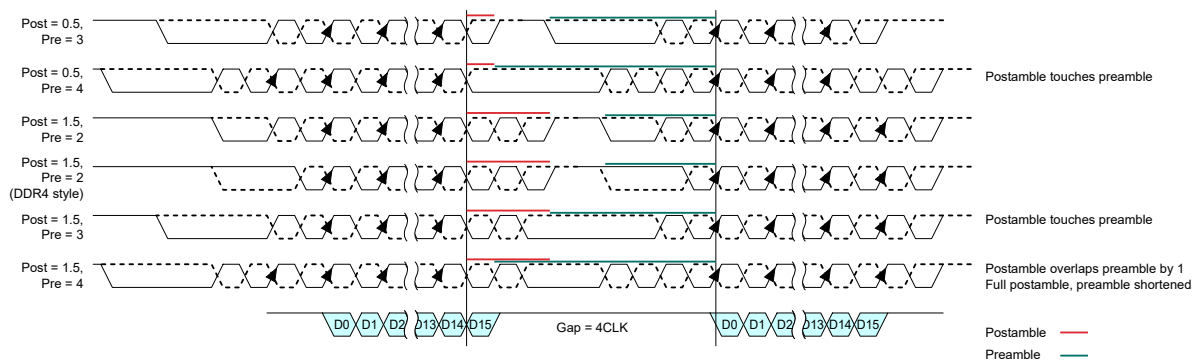 Post = 0.5,
Pre = 3
Post = 0.5,
Pre = 4
Postamble touches preamble
Post = 1.5,
Pre = 2
Post = 1.5,
Pre = 2
(DDR4 style)
Post = 1.5,
Pre = 3
Postamble touches preamble
Post = 1.5,
Pre = 4
Postamble overlaps preamble by 1
Full postamble, preamble shortened
D0 D1 D2 D13 D14 D15 Gap = 4CLK D0 D1 D2 D13 D14 D15
Postamble
Preamble